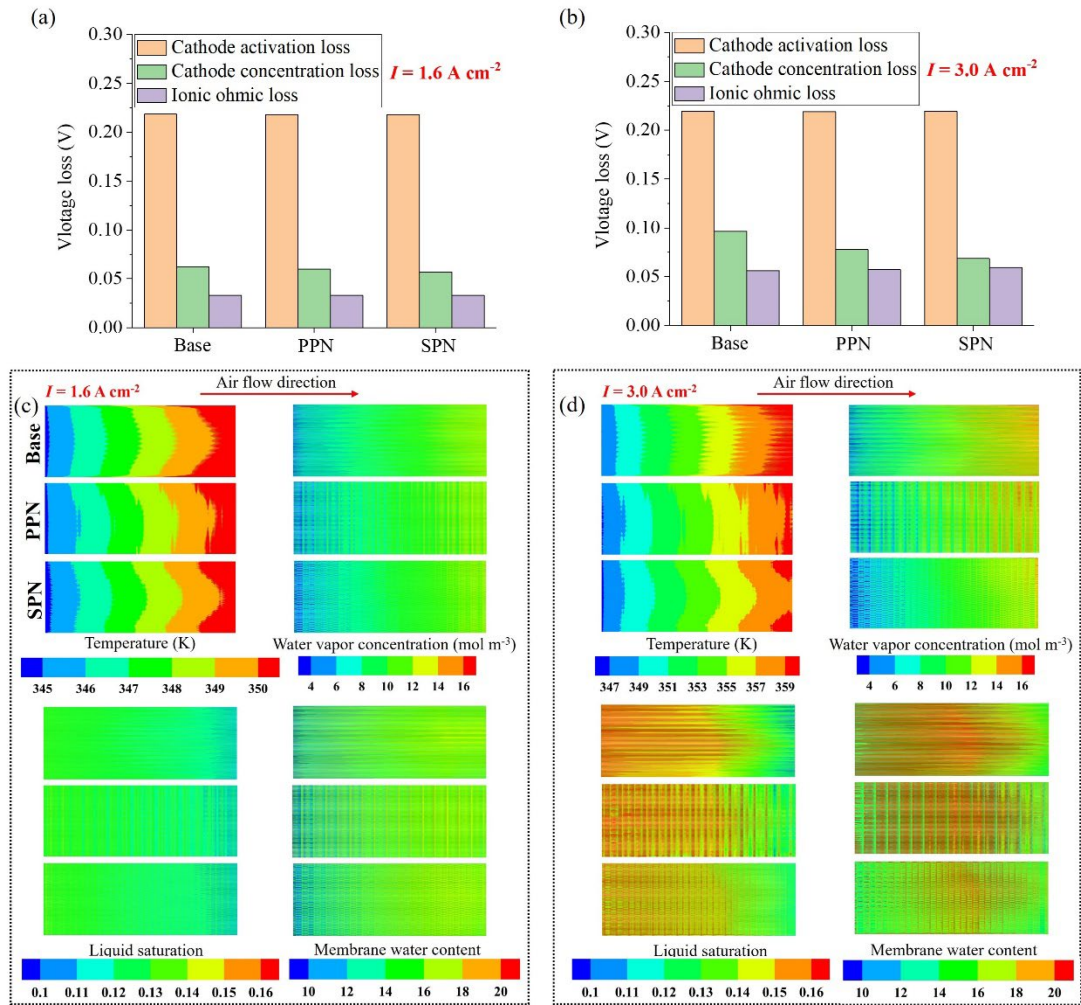 (a)
0.30
0.25
0.20
0.15
0.10
0.05
0.00
Vlotage loss (V)
Cathode activation loss
Cathode concentration loss
Ionic ohmic loss
I = 1.6 A cm⁻²
Base PPN SPN
(b)
0.30
0.25
0.20
0.15
0.10
0.05
0.00
Vlotage loss (V)
Cathode activation loss
Cathode concentration loss
Ionic ohmic loss
I = 3.0 A cm⁻²
Base PPN SPN
(c)
I = 1.6 A cm⁻²
Air flow direction
Base
PPN
SPN
Temperature (K)
345 346 347 348 349 350
Water vapor concentration (mol m⁻³)
4 6 8 10 12 14 16
Liquid saturation
0.1 0.11 0.12 0.13 0.14 0.15 0.16
Membrane water content
10 12 14 16 18 20
(d)
I = 3.0 A cm⁻²
Air flow direction
Temperature (K)
347 349 351 353 355 357 359
Water vapor concentration (mol m⁻³)
4 6 8 10 12 14 16
Liquid saturation
0.1 0.11 0.12 0.13 0.14 0.15 0.16
Membrane water content
10 12 14 16 18 20